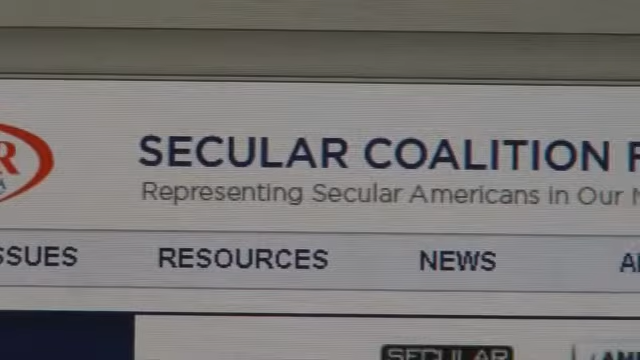 SECULAR COALITION F
Representing Secular Americans in Our N
SSUES RESOURCES NEWS A
SECULAR